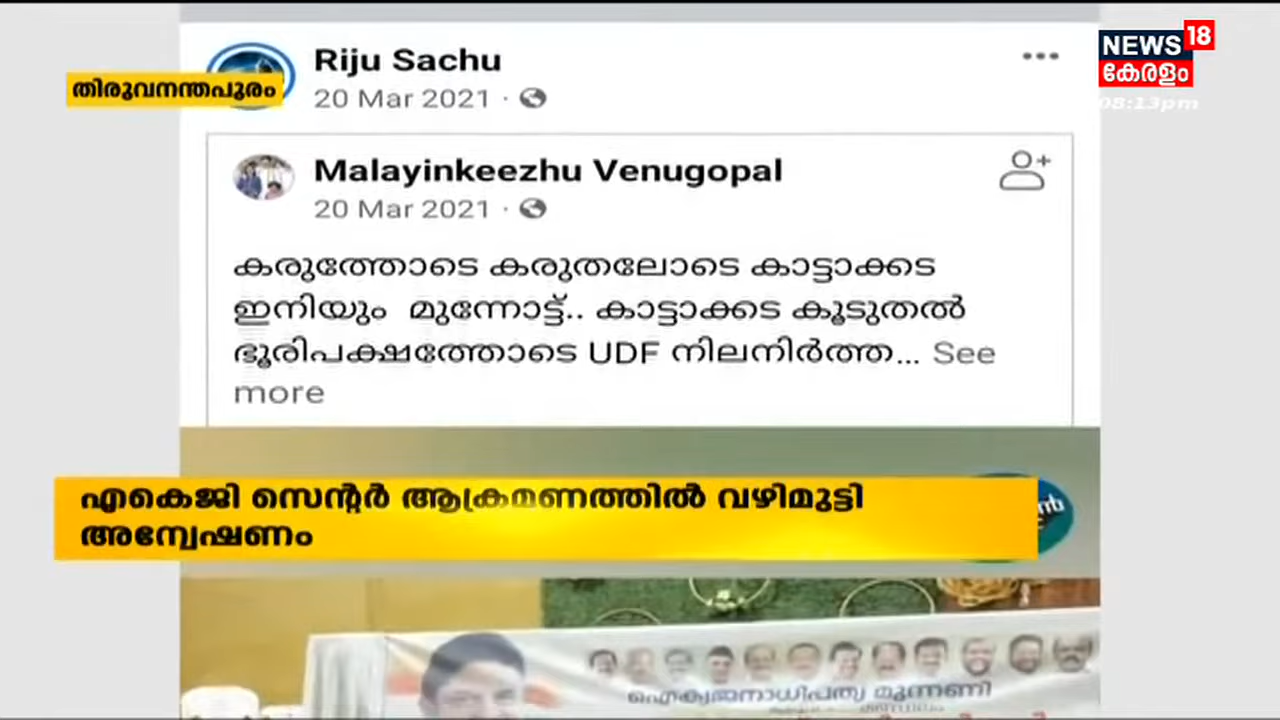 Riju Sachu
20 Mar 2021
തിരുവനന്തപുരം
NEWS 18
കേരളം
08:13pm
Malayinkeezhu Venugopal
20 Mar 2021
കരുത്തോടെ കരുതലോടെ കാട്ടാക്കട
ഇനിയും മുന്നോട്ട്.. കാട്ടാക്കട കൂടുതൽ
ഭൂരിപക്ഷത്തോടെ UDF നിലനിർത്ത... See
more
എകെജി സെന്റർ ആക്രമണത്തിൽ വഴിമുട്ടി
അന്വേഷണം
ഐക്യജനാധിപത്യ മുന്നണി